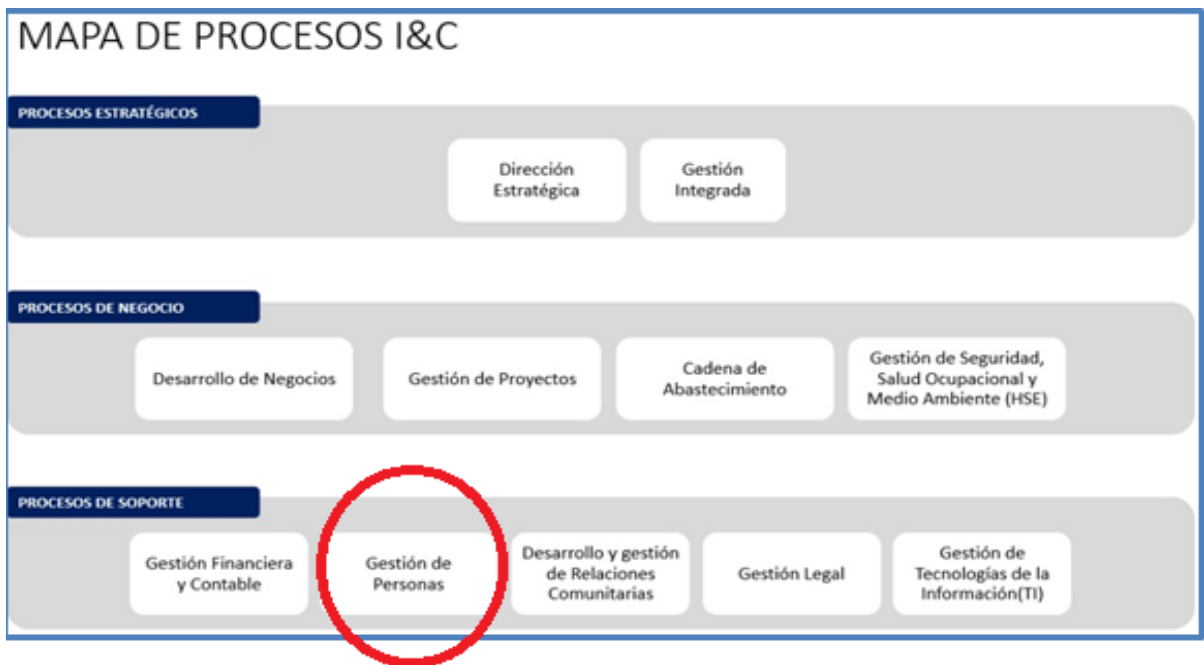 MAPA DE PROCESOS I&C
PROCESOS ESTRATÉGICOS
Dirección
Estratégica
Gestión
Integrada
PROCESOS DE NEGOCIO
Desarrollo de Negocios
Gestión de Proyectos
Cadena de
Abastecimiento
Gestión de Seguridad,
Salud Ocupacional y
Medio Ambiente (HSE)
PROCESOS DE SOPORTE
Gestión Financiera
y Contable
Gestión de
Personas
Desarrollo y gestión
de Relaciones
Comunitarias
Gestión Legal
Gestión de
Tecnologías de la
Información(TI)